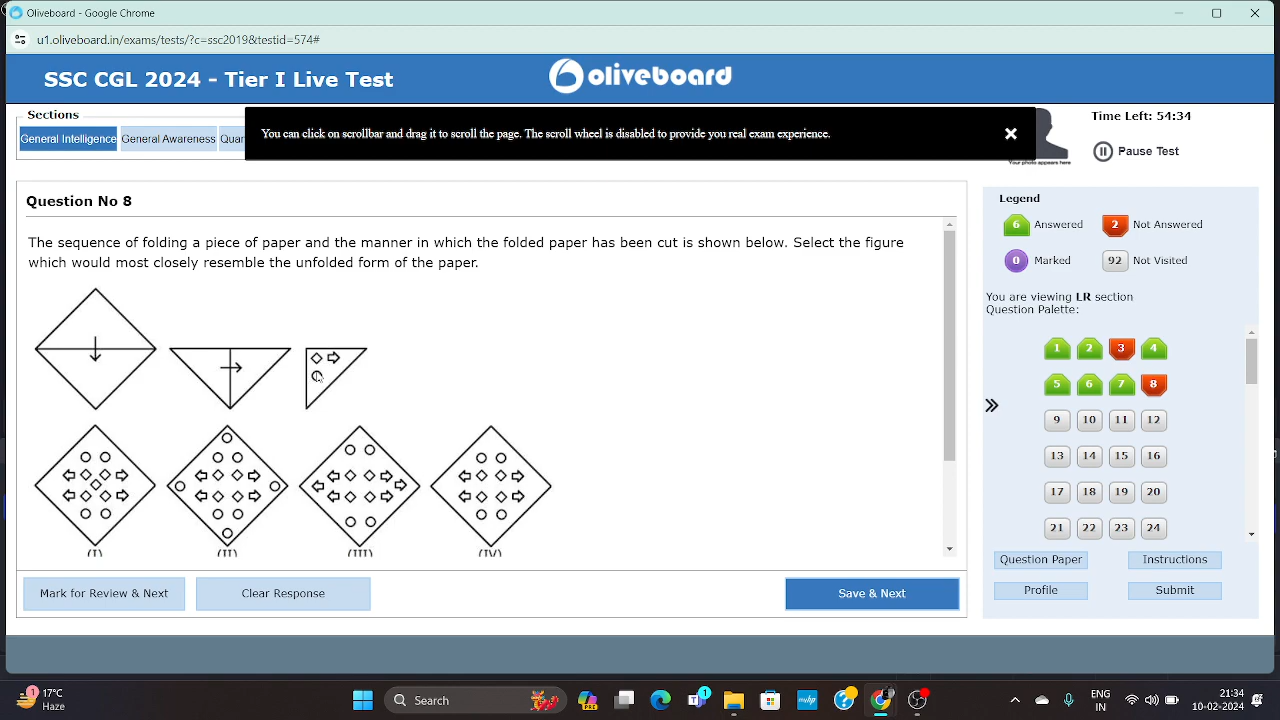 Oliveboard - Google Chrome
u1.oliveboard.in/exams/tests/?c=ssc2019&testid=574#
SSC CGL 2024 - Tier I Live Test
oliveboard
Sections
General Intelligence
General Awareness
Quan
You can click on scrollbar and drag it to scroll the page. The scroll wheel is disabled to provide you real exam experience.
Your photo appears here
Time Left: 54:34
Pause Test
Question No 8
The sequence of folding a piece of paper and the manner in which the folded paper has been cut is shown below. Select the figure
which would most closely resemble the unfolded form of the paper.
(I) (II) (III) (IV)
Mark for Review & Next
Clear Response
Save & Next
Legend
6 Answered 2 Not Answered
0 Marked 92 Not Visited
You are viewing LR section
Question Palette:
1 2 3 4
5 6 7 8
9 10 11 12
13 14 15 16
17 18 19 20
21 22 23 24
Question Paper Instructions
Profile Submit
17°C
Haze
Search
1
ENG
IN
21:34
10-02-2024